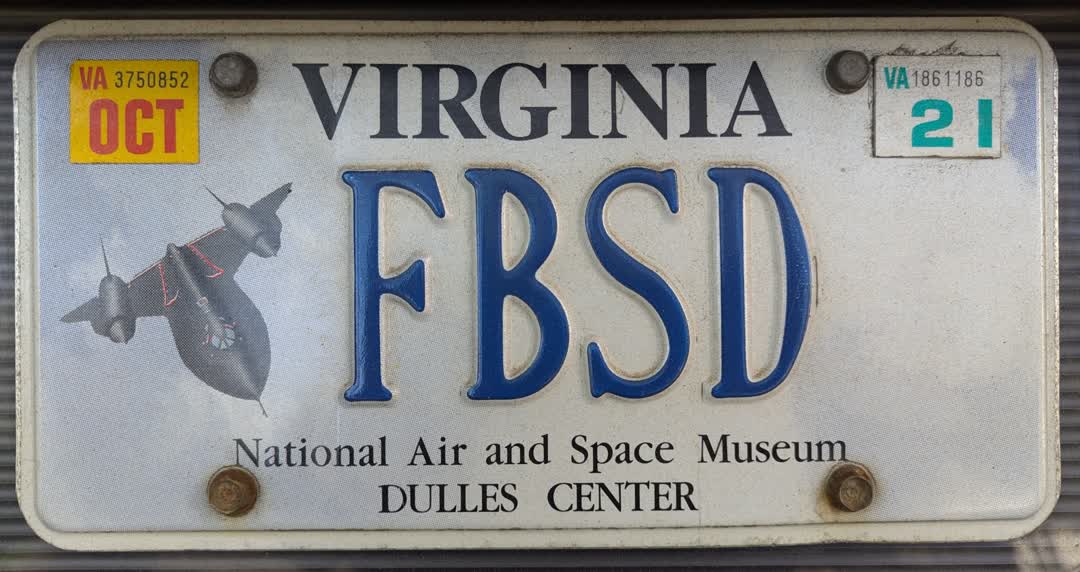 VIRGINIA
VA 3750852
OCT
VA 1861186
21
FBSD
National Air and Space Museum
DULLES CENTER